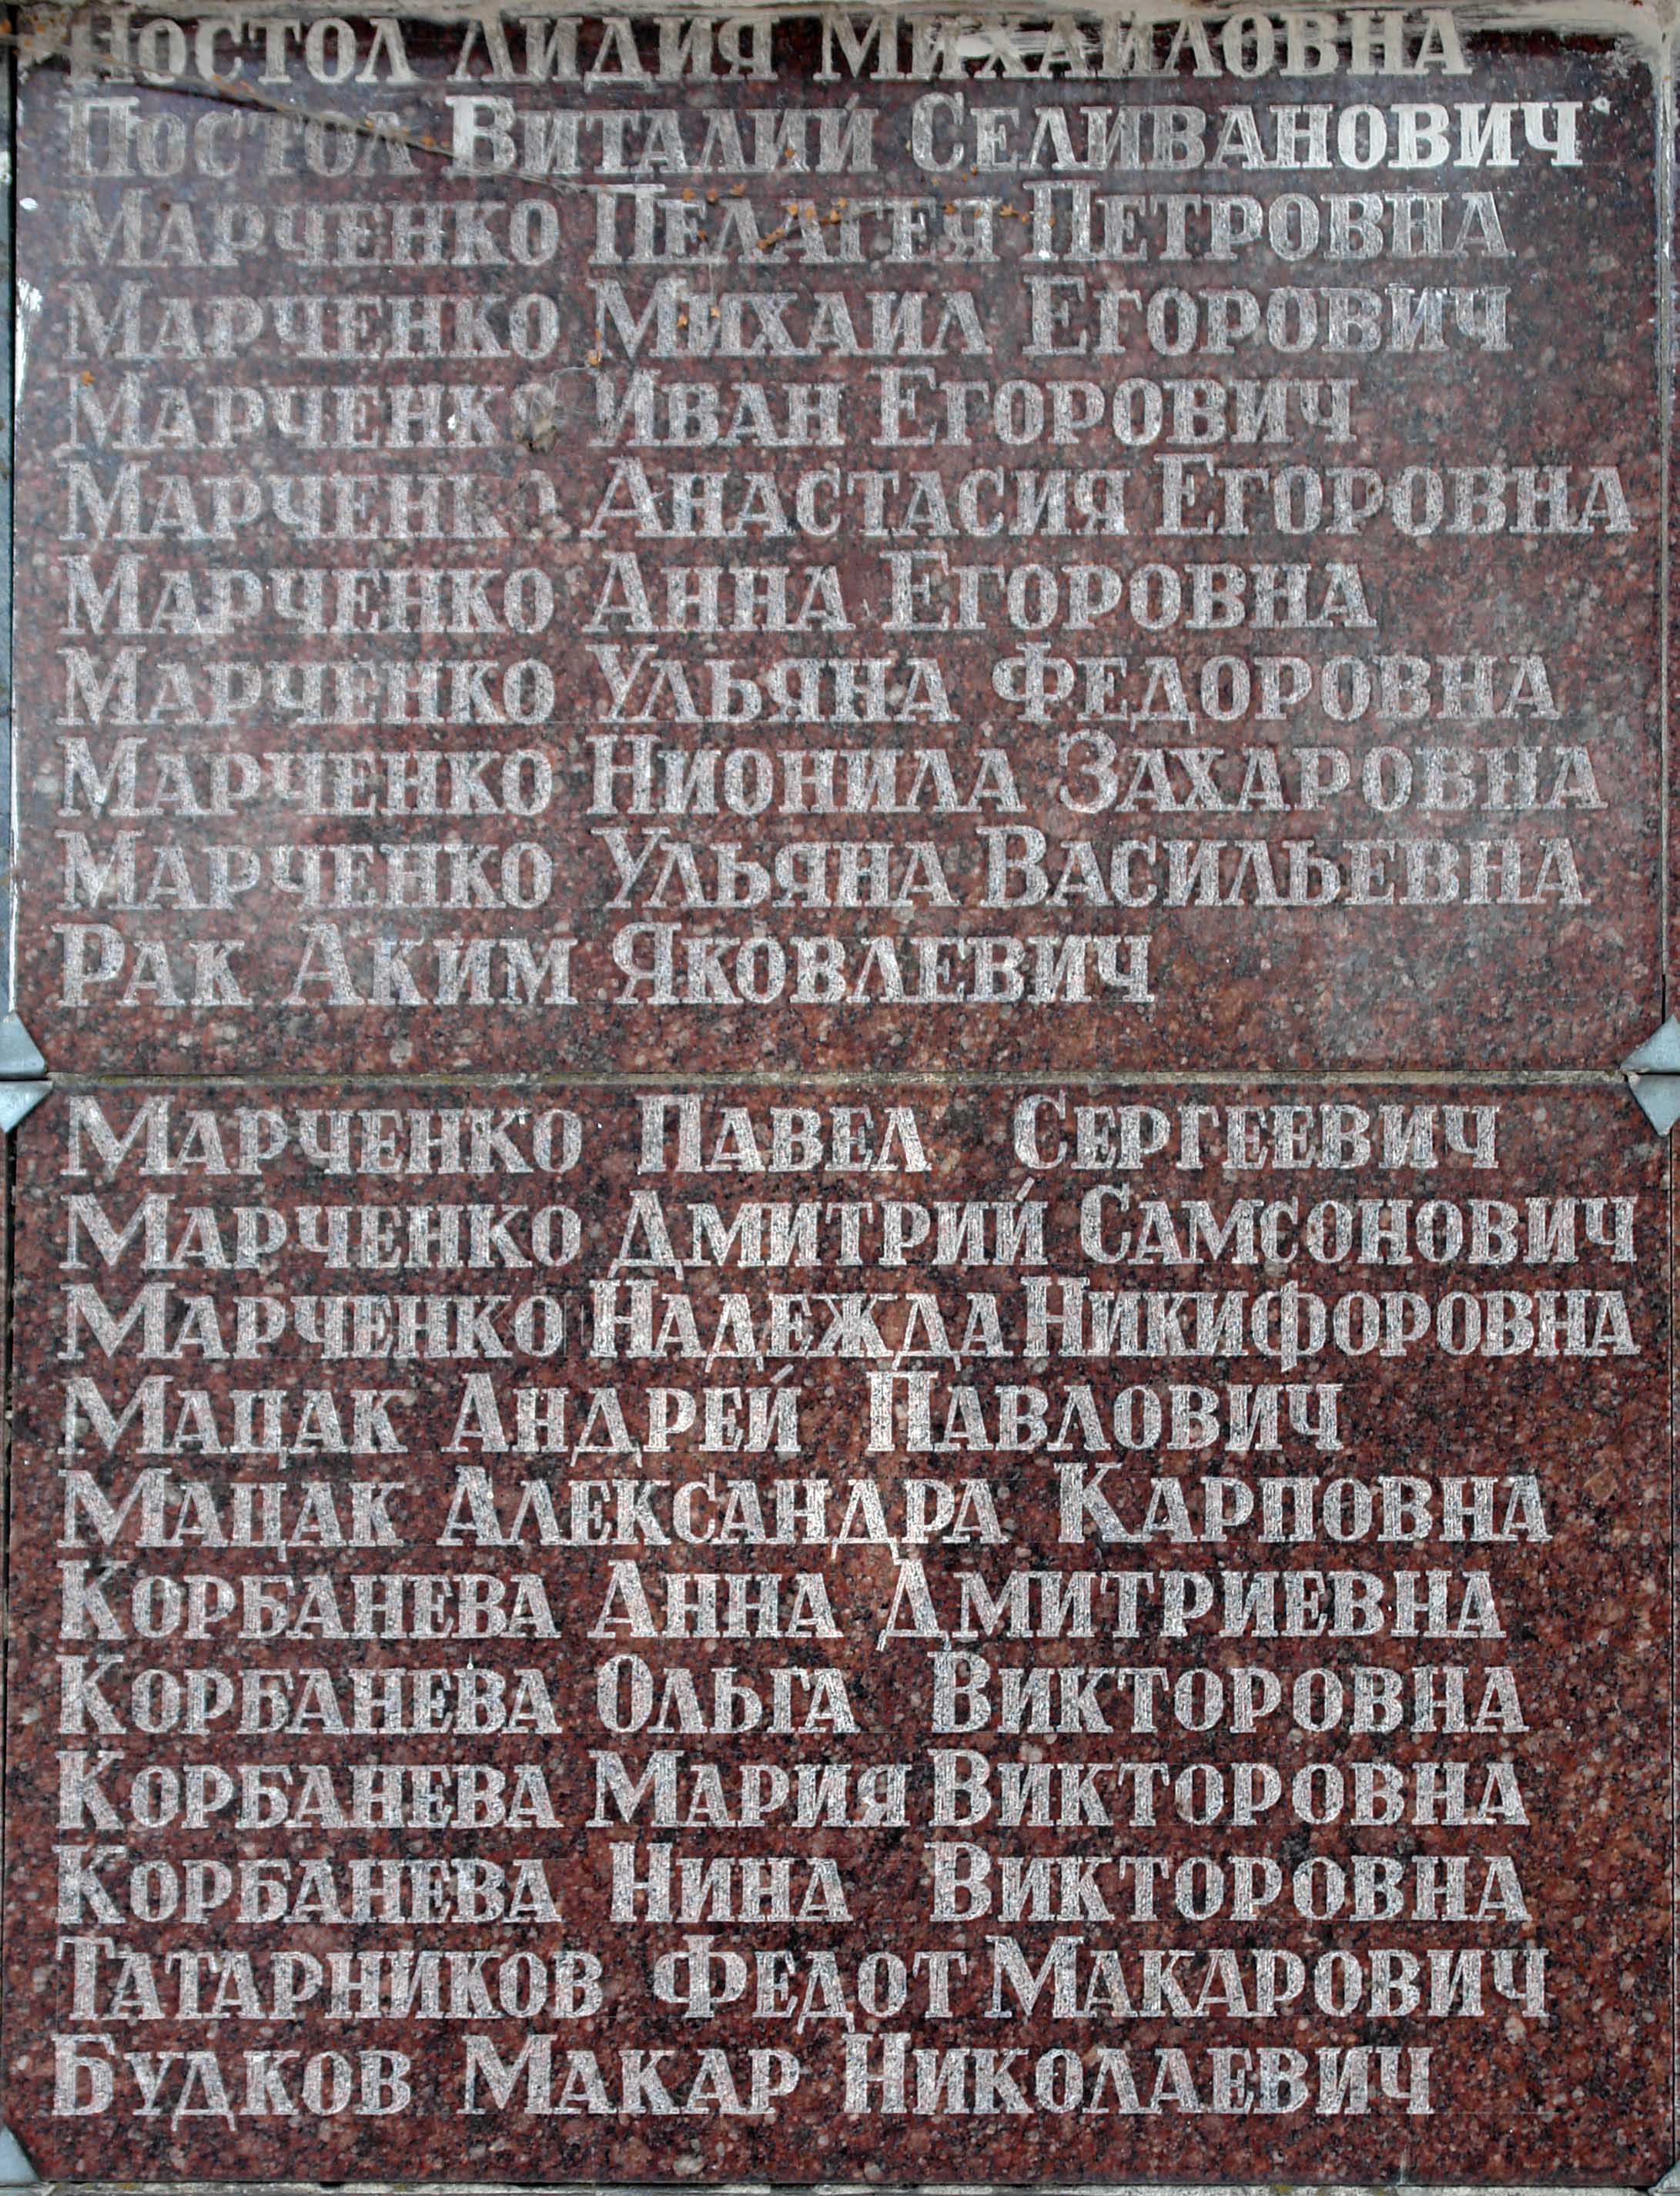 Постол Лидия Михайловна
Постол Виталий Селиванович
Марченко Пелагея Петровна
Марченко Михаил Егорович
Марченко Иван Егорович
Марченко Анастасия Егоровна
Марченко Анна Егоровна
Марченко Ульяна Федоровна
Марченко Нионила Захаровна
Марченко Ульяна Васильевна
Рак Аким Яковлевич
Марченко Павел Сергеевич
Марченко Дмитрий Самсонович
Марченко Надежда Никифоровна
Мацак Андрей Павлович
Мацак Александра Карповна
Корбанева Анна Дмитриевна
Корбанева Ольга Викторовна
Корбанева Мария Викторовна
Корбанева Нина Викторовна
Татарников Федот Макарович
Будков Макар Николаевич